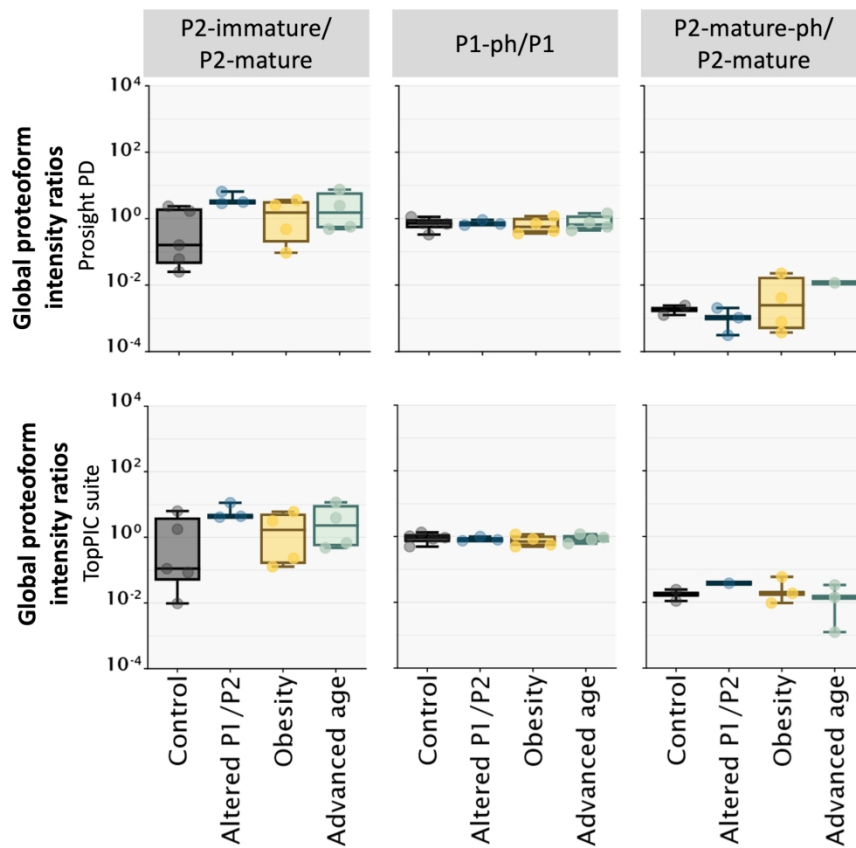 P2-immature/
P2-mature
P1-ph/P1
P2-mature-ph/
P2-mature
Global proteoform
intensity ratios
Prosight PD
10⁴
10²
10⁰
10⁻²
10⁻⁴
Global proteoform
intensity ratios
TopPIC suite
10⁴
10²
10⁰
10⁻²
10⁻⁴
Control
Altered P1/P2
Obesity
Advanced age
Control
Altered P1/P2
Obesity
Advanced age
Control
Altered P1/P2
Obesity
Advanced age